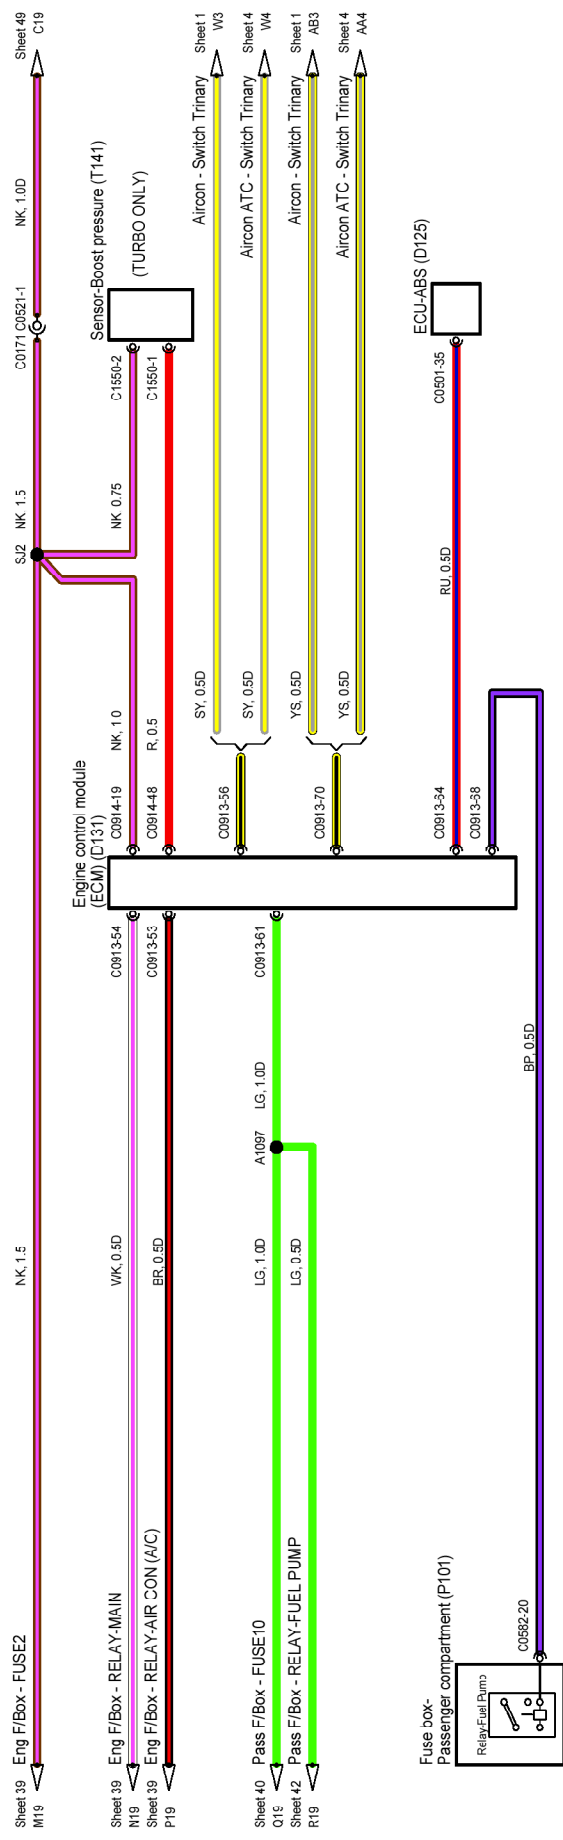 Sheet 49
C19
NK, 1.0D
C0171 C0521-1
NK 1.5
SJ2
NK, 1.5
Eng F/Box - FUSE2
Sheet 39
M19
Sensor-Boost pressure (T141)
(TURBO ONLY)
C1550-2
C1550-1
NK 0.75
NK, 1.0
R, 0.5
C0914-19
C0914-48
Engine control module
(ECM) (D131)
C0913-54
C0913-53
WK, 0.5D
BR, 0.5D
Eng F/Box - RELAY-MAIN
Eng F/Box - RELAY-AIR CON (A/C)
Sheet 39
N19
Sheet 39
P19
Sheet 1
W3
Sheet 4
W4
Sheet 1
AB3
Sheet 4
AA4
Aircon - Switch Trinary
Aircon ATC - Switch Trinary
Aircon - Switch Trinary
Aircon ATC - Switch Trinary
SY, 0.5D
SY, 0.5D
YS, 0.5D
YS, 0.5D
C0913-56
C0913-70
C0913-61
LG, 1.0D
A1097
LG, 1.0D
LG, 0.5D
Pass F/Box - FUSE10
Pass F/Box - RELAY-FUEL PUMP
Sheet 40
Q19
Sheet 42
R19
ECU-ABS (D125)
C0501-35
RU, 0.5D
C0913-64
C0913-68
BP, 0.5D
C0582-20
Fuse box-
Passenger compartment (P101)
Relay-Fuel Pump